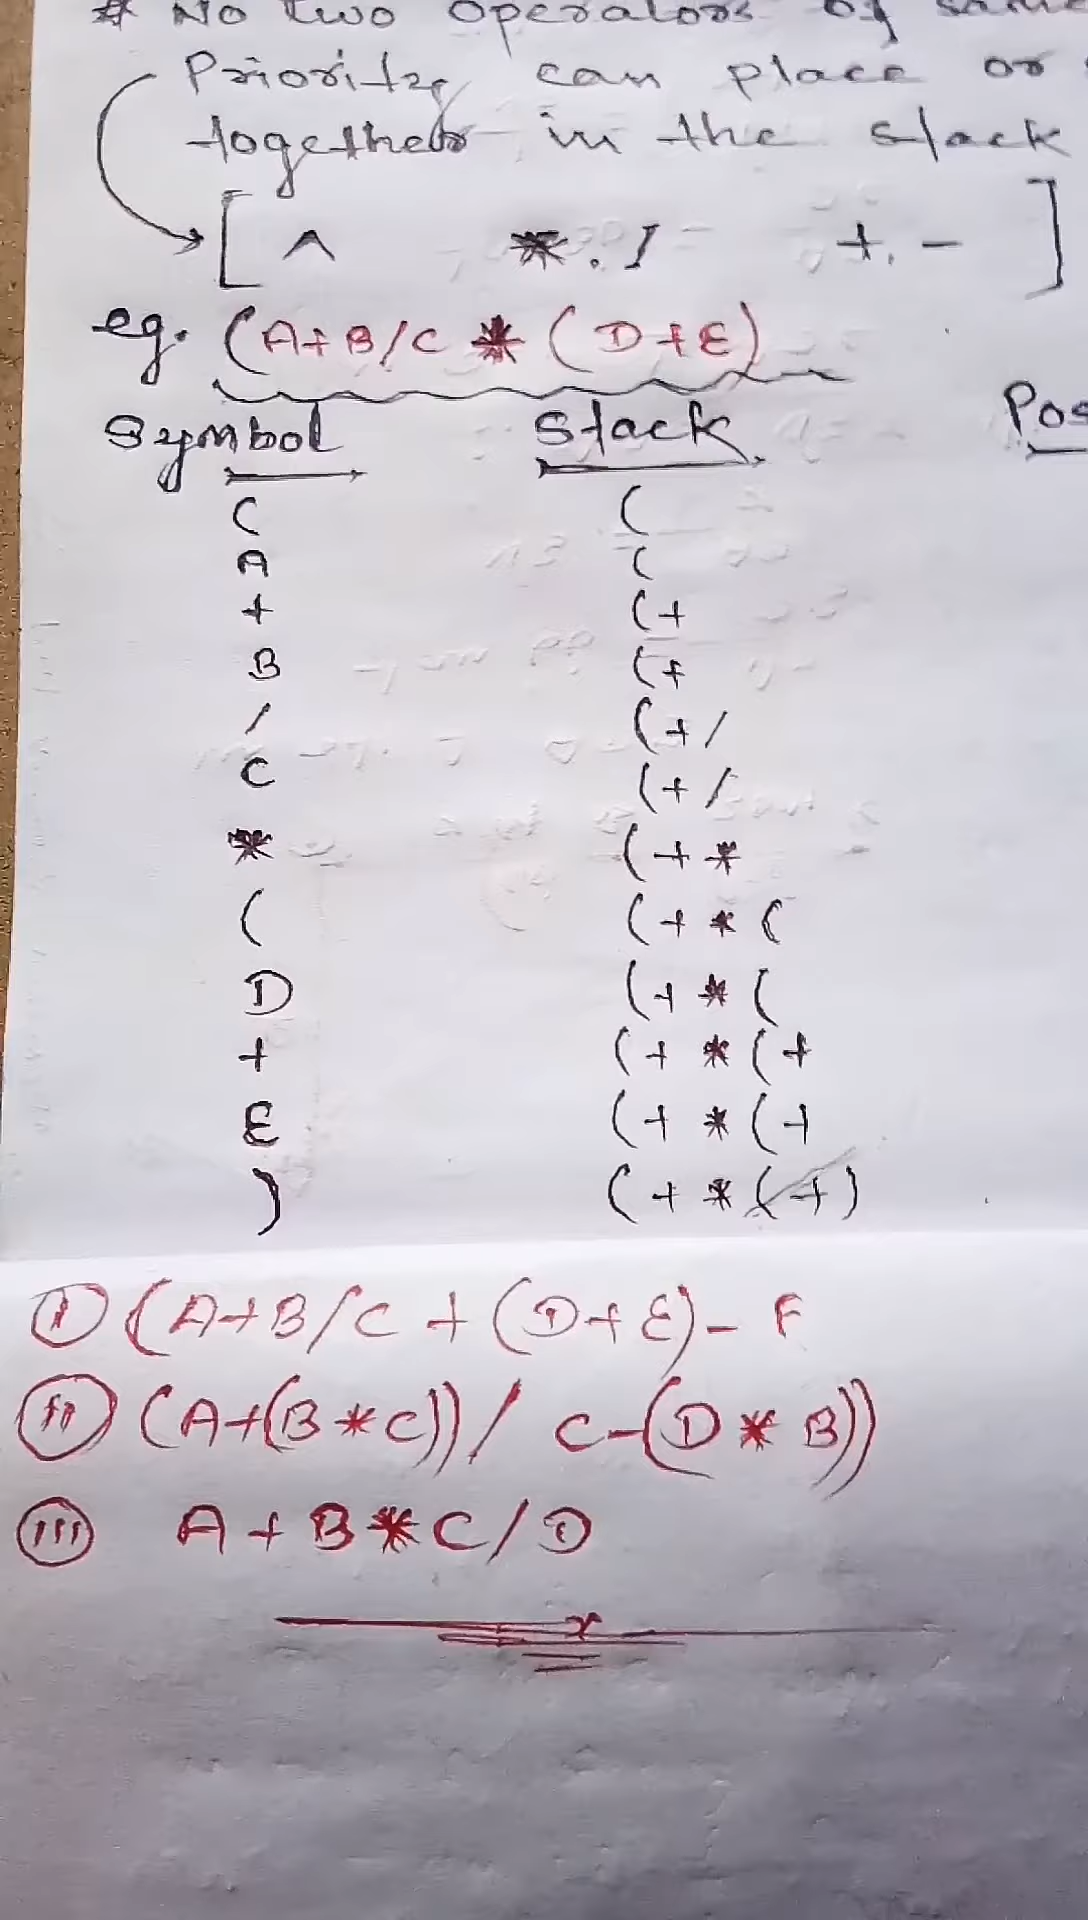 * No two operators of same
Priority can place or
together in the stack
[ ^ *. / +, - ]
eg. (A+B/C * (D+E)
Symbol Stack Pos
( (
A (
+ (+
B (+
/ (+/
C (+/
* (+*
( (+*(
D (+*(
+ (+*(+
E (+*(+
) (+*(+)
(i) (A+B/C+(D+E)-F
(ii) (A+(B*C))/ C-(D*B))
(iii) A+B*C/D
x